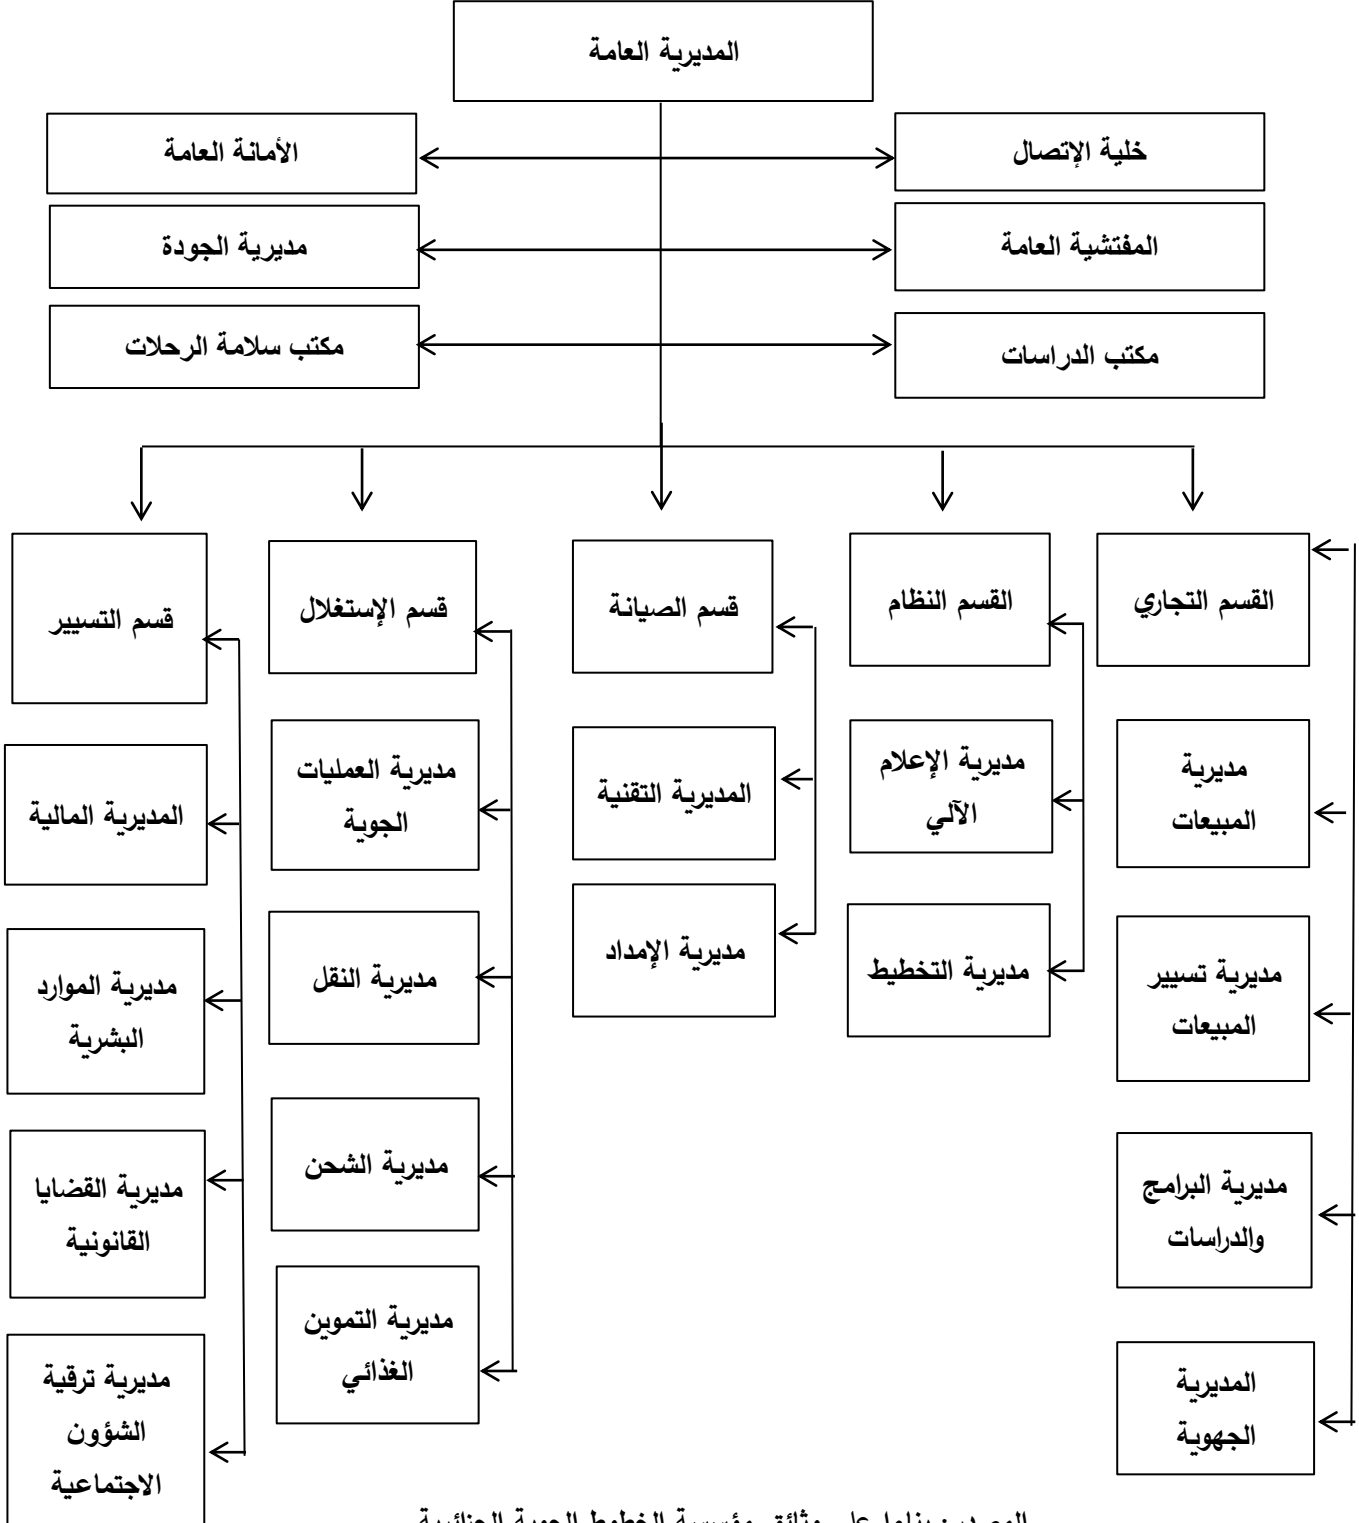 المديرية العامة
خلية الإتصال
الأمانة العامة
المفتشية العامة
مديرية الجودة
مكتب الدراسات
مكتب سلامة الرحلات
القسم التجاري
القسم النظام
قسم الصيانة
قسم الإستغلال
قسم التسيير
مديرية
المبيعات
مديرية الإعلام
الآلي
المديرية التقنية
مديرية العمليات
الجوية
المديرية المالية
مديرية تسيير
المبيعات
مديرية التخطيط
مديرية الإمداد
مديرية النقل
مديرية الموارد
البشرية
مديرية البرامج
والدراسات
مديرية الشحن
مديرية القضايا
القانونية
المديرية
الجهوية
مديرية التموين
الغذائي
مديرية ترقية
الشؤون
الاجتماعية